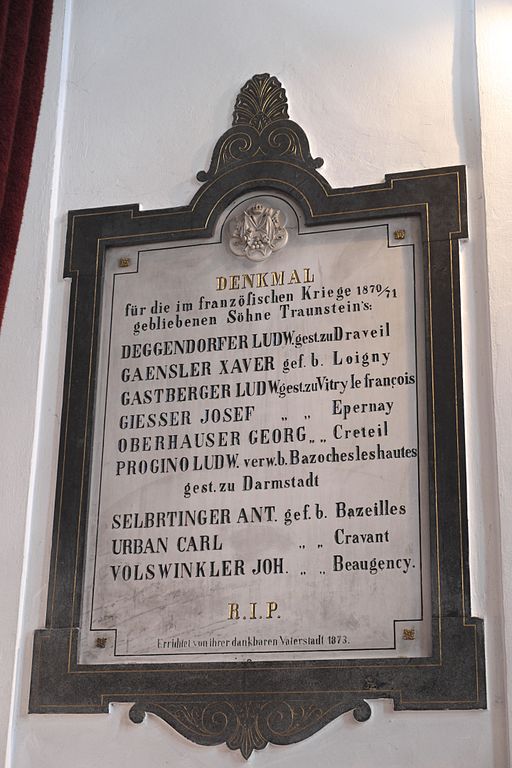 DENKMAL
für die im französischen Kriege 1870/71
gebliebenen Söhne Traunstein's:
DEGGENDORFER LUDW. gest. zu Draveil
GAENSLER XAVER gef. b. Loigny
GASTBERGER LUDW. gest. zu Vitry le françois
GIESSER JOSEF " " Epernay
OBERHAUSER GEORG " " Creteil
PROGINO LUDW. verw. b. Bazoches les hautes
gest. zu Darmstadt
SELBRTINGER ANT. gef. b. Bazeilles
URBAN CARL " " Cravant
VOLSWINKLER JOH. " " Beaugency.
R.I.P.
Errichtet von ihrer dankbaren Vaterstadt 1873.